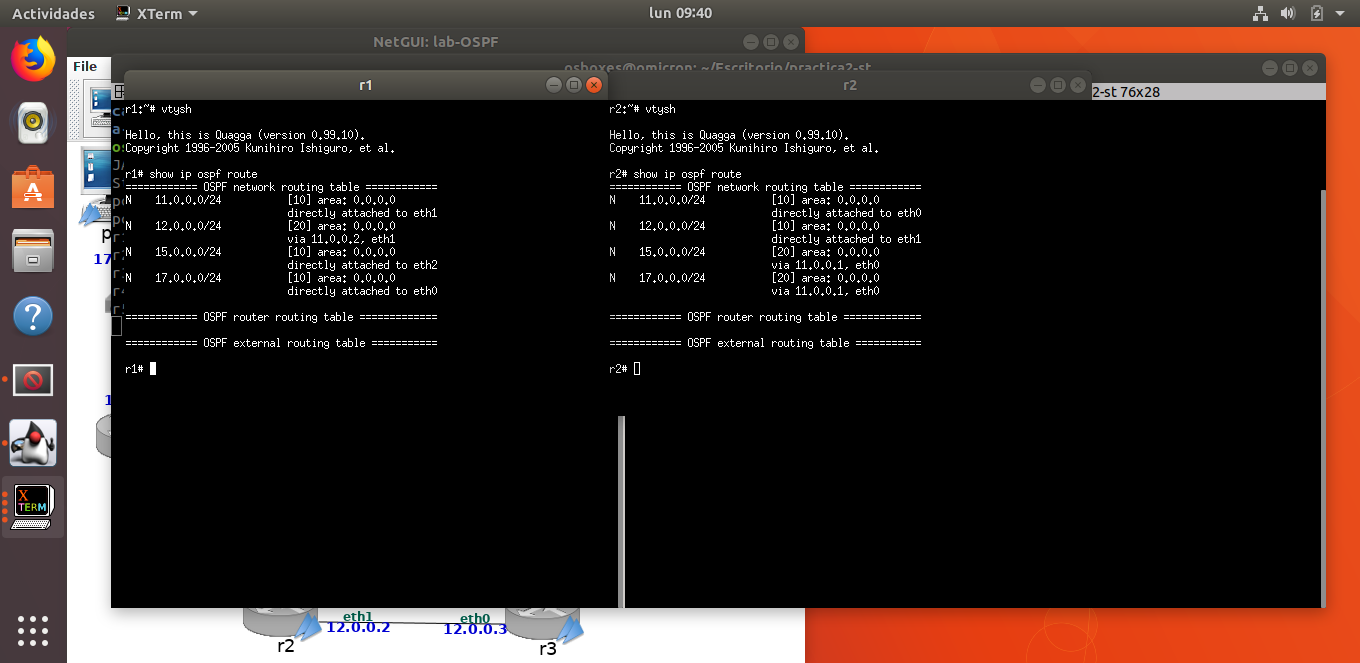 Actividades XTerm lun 09:40
NetGUI: lab-OSPF
osboxes@omicron: ~/Escritorio/practica2-st
File
r1
r2
2-st 76x28
r1:~# vtysh
Hello, this is Quagga (version 0.99.10).
Copyright 1996-2005 Kunihiro Ishiguro, et al.
r1# show ip ospf route
============ OSPF network routing table ============
N    11.0.0.0/24           [10] area: 0.0.0.0
                           directly attached to eth1
N    12.0.0.0/24           [20] area: 0.0.0.0
                           via 11.0.0.2, eth1
N    15.0.0.0/24           [10] area: 0.0.0.0
                           directly attached to eth2
N    17.0.0.0/24           [10] area: 0.0.0.0
                           directly attached to eth0
============ OSPF router routing table =============
============ OSPF external routing table ===========
r1#
r2:~# vtysh
Hello, this is Quagga (version 0.99.10).
Copyright 1996-2005 Kunihiro Ishiguro, et al.
r2# show ip ospf route
============ OSPF network routing table ============
N    11.0.0.0/24           [10] area: 0.0.0.0
                           directly attached to eth0
N    12.0.0.0/24           [10] area: 0.0.0.0
                           directly attached to eth1
N    15.0.0.0/24           [20] area: 0.0.0.0
                           via 11.0.0.1, eth0
N    17.0.0.0/24           [20] area: 0.0.0.0
                           via 11.0.0.1, eth0
============ OSPF router routing table =============
============ OSPF external routing table ===========
r2#
X
TERM
eth1
eth0
12.0.0.2
12.0.0.3
r2
r3